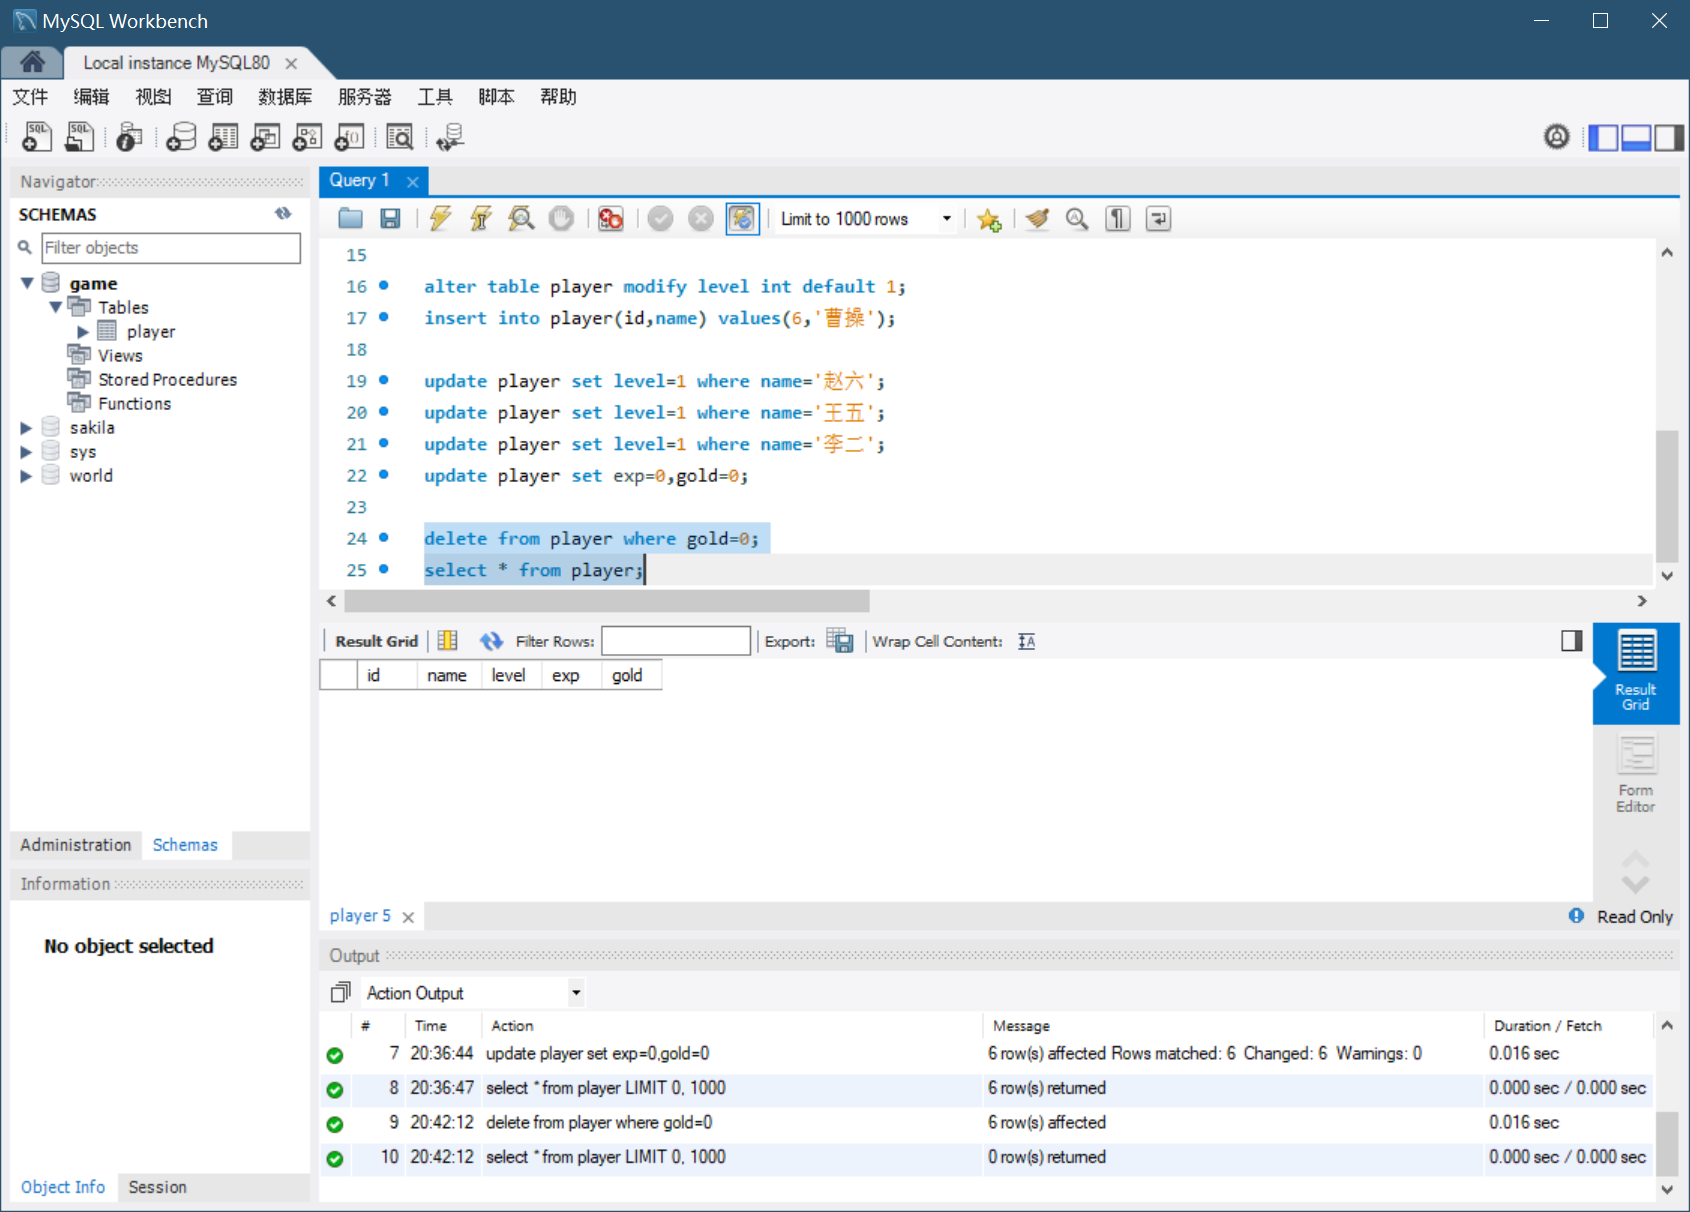 MySQL Workbench
Local instance MySQL80
文件 编辑 视图 查询 数据库 服务器 工具 脚本 帮助
Navigator
SCHEMAS
Filter objects
game
Tables
player
Views
Stored Procedures
Functions
sakila
sys
world
Administration Schemas
Information
No object selected
Object Info Session
Query 1
Limit to 1000 rows
15
16 alter table player modify level int default 1;
17 insert into player(id,name) values(6,'曹操');
18
19 update player set level=1 where name='赵六';
20 update player set level=1 where name='王五';
21 update player set level=1 where name='李二';
22 update player set exp=0,gold=0;
23
24 delete from player where gold=0;
25 select * from player;
Result Grid Filter Rows: Export: Wrap Cell Content:
id name level exp gold
Result
Grid
Form
Editor
player 5 Read Only
Output
Action Output
# Time Action Message Duration / Fetch
7 20:36:44 update player set exp=0,gold=0 6 row(s) affected Rows matched: 6 Changed: 6 Warnings: 0 0.016 sec
8 20:36:47 select * from player LIMIT 0, 1000 6 row(s) returned 0.000 sec / 0.000 sec
9 20:42:12 delete from player where gold=0 6 row(s) affected 0.016 sec
10 20:42:12 select * from player LIMIT 0, 1000 0 row(s) returned 0.000 sec / 0.000 sec